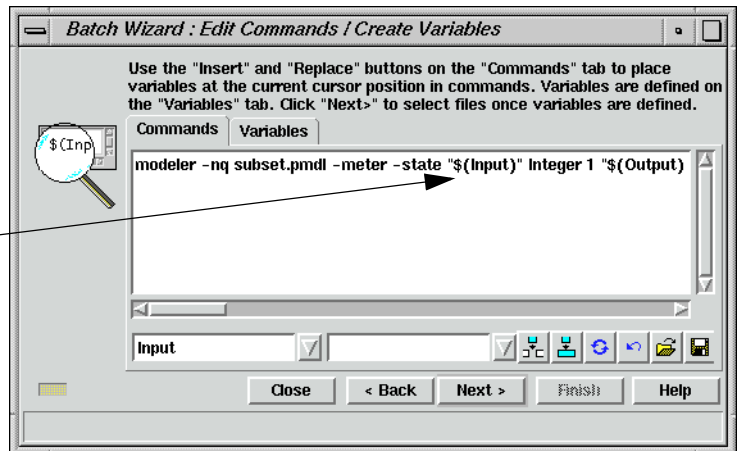 Batch Wizard : Edit Commands / Create Variables
Use the "Insert" and "Replace" buttons on the "Commands" tab to place
variables at the current cursor position in commands. Variables are defined on
the "Variables" tab. Click "Next>" to select files once variables are defined.
Commands Variables
$(Inp
modeler -nq subset.pmdl -meter -state "$(Input)" Integer 1 "$(Output)
Input
Close < Back Next > Finish Help